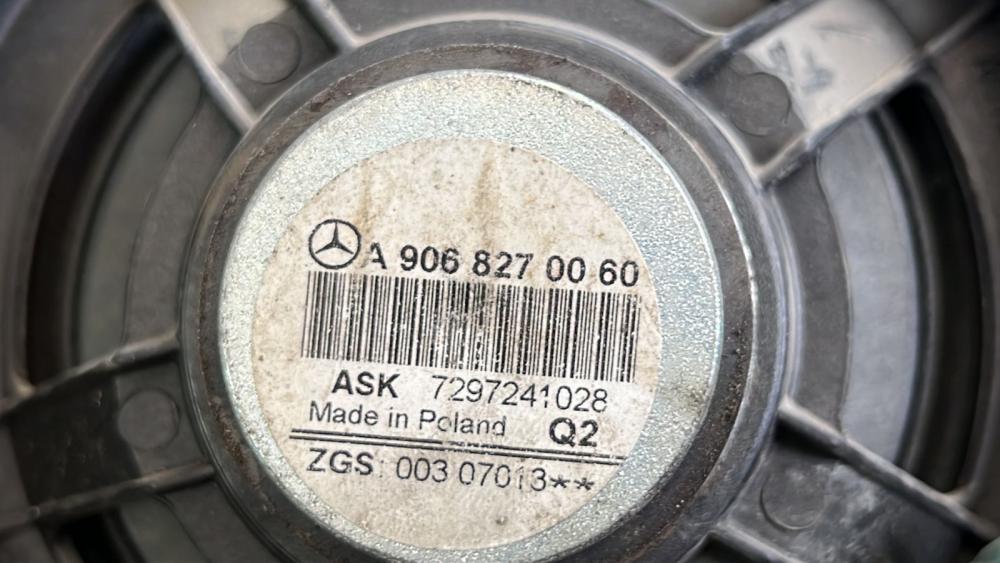 A 906 827 00 60
ASK 7297241028
Made in Poland Q2
ZGS: 003 07013**